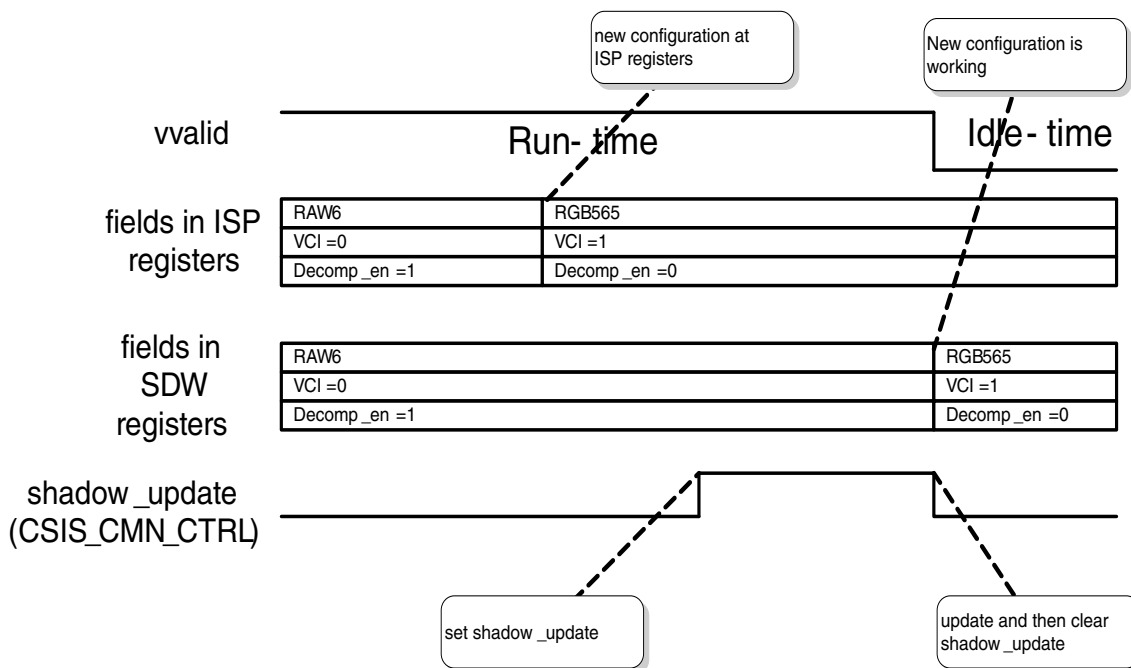 new configuration at
ISP registers
New configuration is
working
vvalid
Run- time
Idle - time
fields in ISP
registers
RAW6
RGB565
VCI =0
VCI =1
Decomp _en =1
Decomp _en =0
fields in
SDW
registers
RAW6
RGB565
VCI =0
VCI =1
Decomp _en =1
Decomp _en =0
shadow _update
(CSIS_CMN_CTRL)
set shadow _update
update and then clear
shadow _update